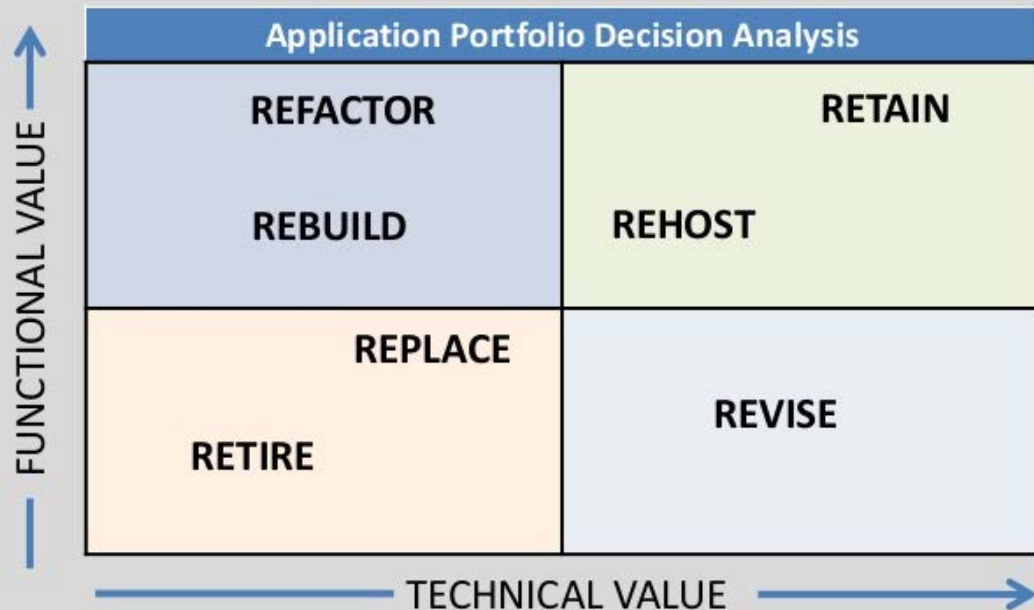 Application Portfolio Decision Analysis
FUNCTIONAL VALUE
REFACTOR
RETAIN
REBUILD
REHOST
REPLACE
REVISE
RETIRE
TECHNICAL VALUE